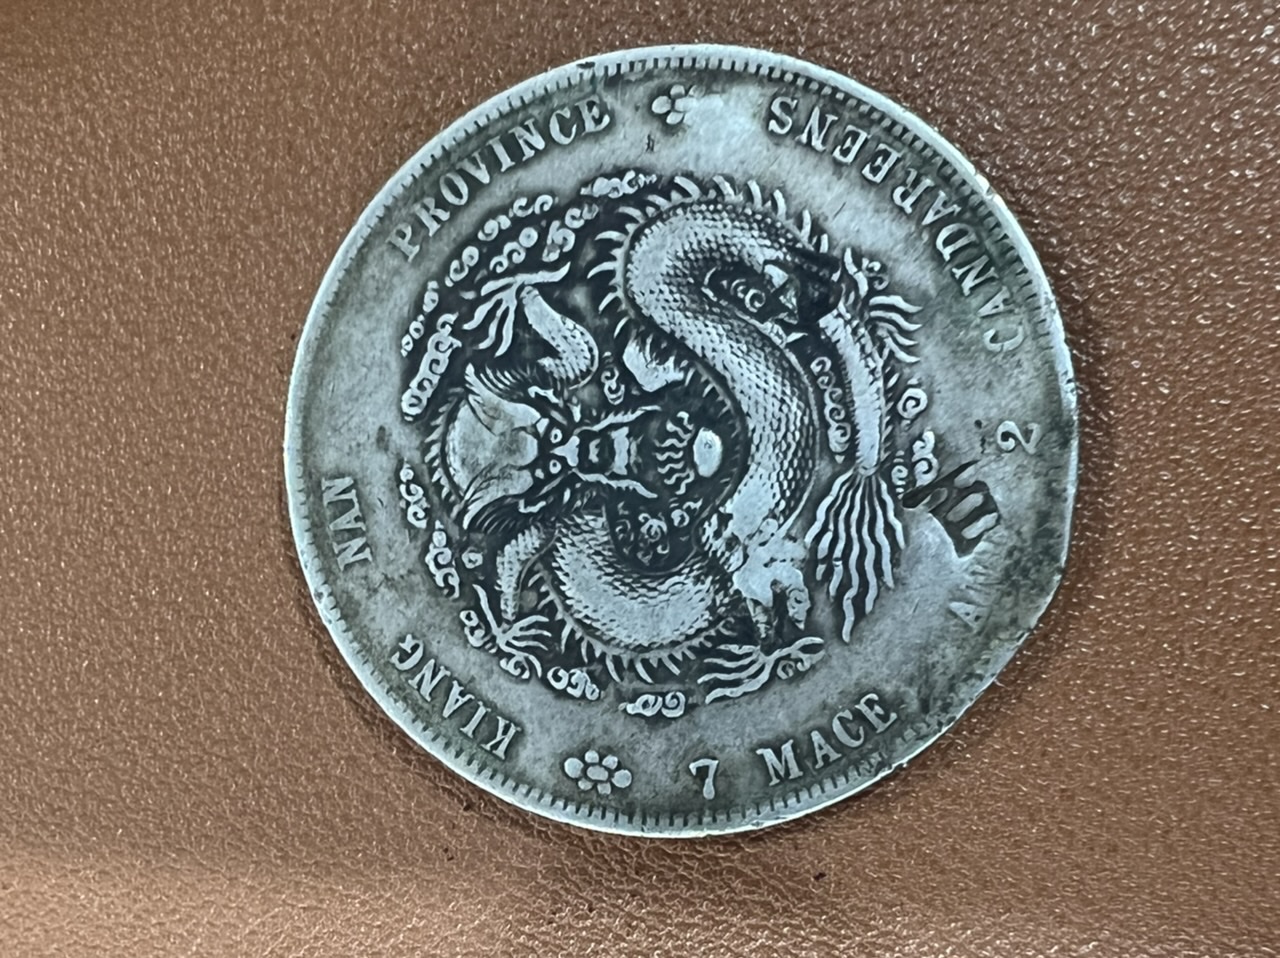 KIANG NAN PROVINCE
7 MACE AND 2 CANDAREENS